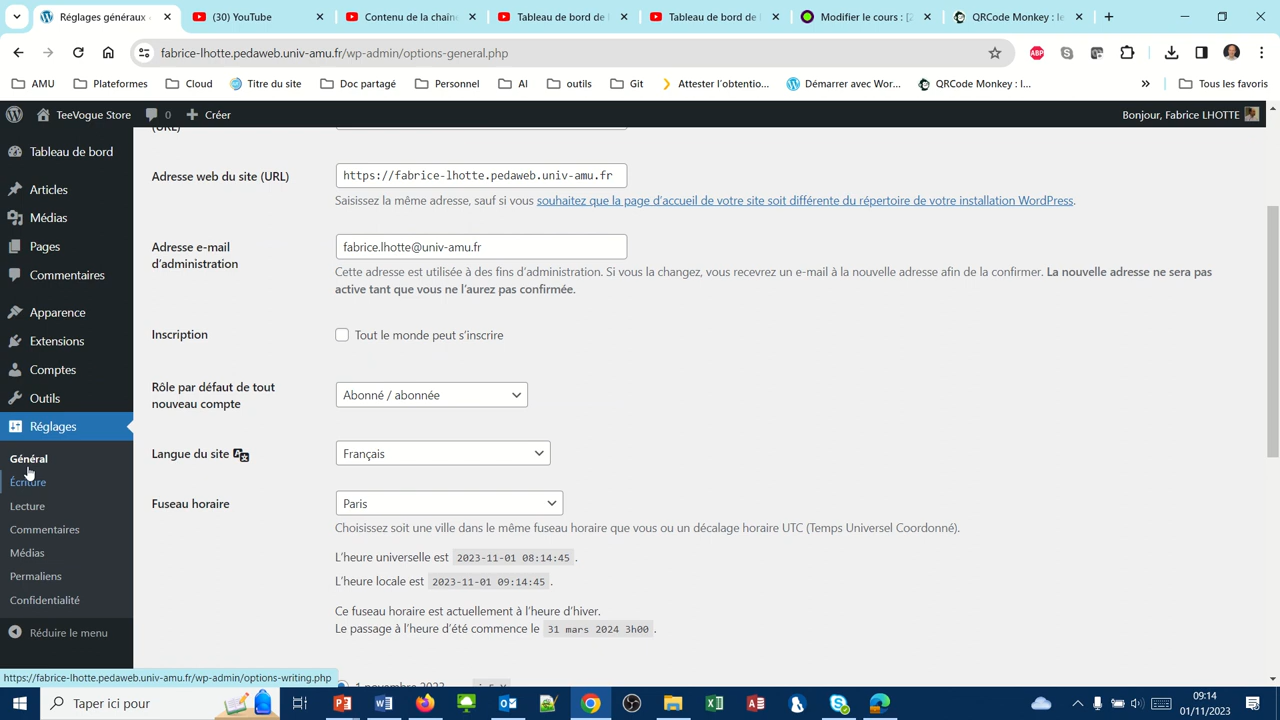 Réglages généraux
(30) YouTube
Contenu de la chaîne
Tableau de bord de l
Tableau de bord de l
Modifier le cours : [2
QRCode Monkey : le
fabrice-lhotte.pedaweb.univ-amu.fr/wp-admin/options-general.php
AMU
Plateformes
Cloud
Titre du site
Doc partagé
Personnel
AI
outils
Git
Attester l'obtentio...
Démarrer avec Wor...
QRCode Monkey : l...
Tous les favoris
TeeVogue Store
0
Créer
Bonjour, Fabrice LHOTTE
Tableau de bord
Articles
Médias
Pages
Commentaires
Apparence
Extensions
Comptes
Outils
Réglages
Général
Écriture
Lecture
Commentaires
Médias
Permaliens
Confidentialité
Réduire le menu
(URL)
Adresse web du site (URL)
https://fabrice-lhotte.pedaweb.univ-amu.fr
Saisissez la même adresse, sauf si vous souhaitez que la page d'accueil de votre site soit différente du répertoire de votre installation WordPress.
Adresse e-mail
d'administration
fabrice.lhotte@univ-amu.fr
Cette adresse est utilisée à des fins d'administration. Si vous la changez, vous recevrez un e-mail à la nouvelle adresse afin de la confirmer. La nouvelle adresse ne sera pas
active tant que vous ne l'aurez pas confirmée.
Inscription
Tout le monde peut s'inscrire
Rôle par défaut de tout
nouveau compte
Abonné / abonnée
Langue du site
Français
Fuseau horaire
Paris
Choisissez soit une ville dans le même fuseau horaire que vous ou un décalage horaire UTC (Temps Universel Coordonné).
L'heure universelle est 2023-11-01 08:14:45 .
L'heure locale est 2023-11-01 09:14:45 .
Ce fuseau horaire est actuellement à l'heure d'hiver.
Le passage à l'heure d'été commence le 31 mars 2024 3h00 .
1 novembre 2023
https://fabrice-lhotte.pedaweb.univ-amu.fr/wp-admin/options-writing.php
Taper ici pour
09:14
01/11/2023